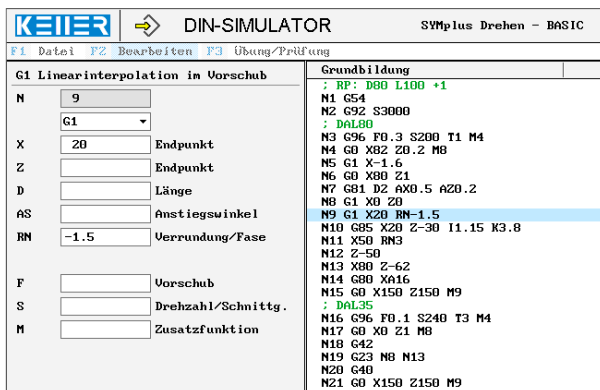 KELLER DIN-SIMULATOR SYMplus Drehen - BASIC
F1 Datei F2 Bearbeiten F3 Übung/Prüfung
G1 Linearinterpolation im Vorschub
N 9
G1
X 20 Endpunkt
Z Endpunkt
D Länge
AS Anstiegswinkel
RN -1.5 Verrundung/Fase
F Vorschub
S Drehzahl/Schnittg.
M Zusatzfunktion
Grundbildung
; RP: D80 L100 +1
N1 G54
N2 G92 S3000
; DAL80
N3 G96 F0.3 S200 T1 M4
N4 G0 X82 Z0.2 M8
N5 G1 X-1.6
N6 G0 X80 Z1
N7 G81 D2 AX0.5 AZ0.2
N8 G1 X0 Z0
N9 G1 X20 RN-1.5
N10 G85 X20 Z-30 I1.15 K3.8
N11 X50 RN3
N12 Z-50
N13 X80 Z-62
N14 G80 XA16
N15 G0 X150 Z150 M9
; DAL35
N16 G96 F0.1 S240 T3 M4
N17 G0 X0 Z1 M8
N18 G42
N19 G23 N8 N13
N20 G40
N21 G0 X150 Z150 M9